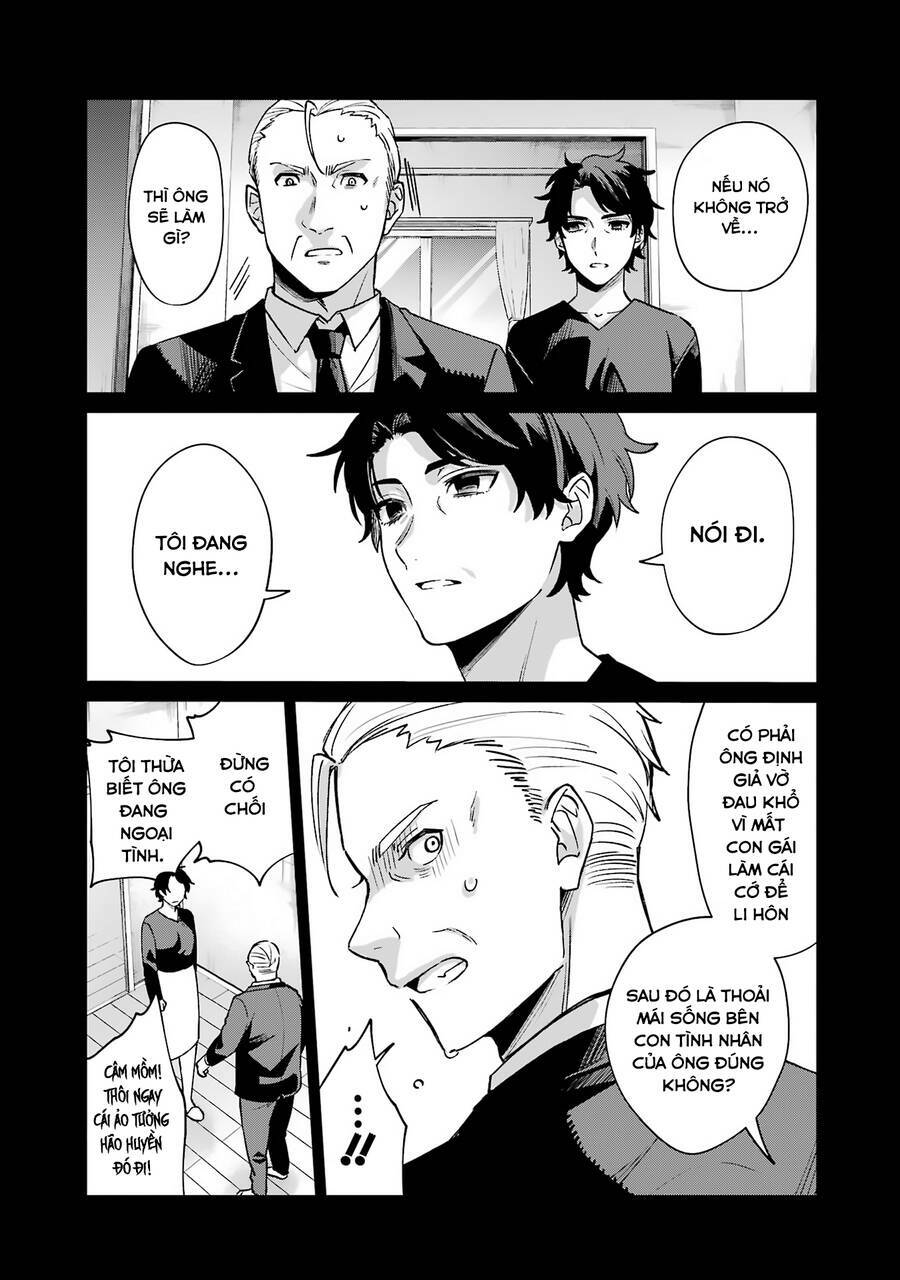 NẾU NÓ
KHÔNG TRỞ
VỀ...
THÌ ÔNG
SẼ LÀM
GÌ?
NÓI ĐI.
TÔI ĐANG
NGHE...
CÓ PHẢI
ÔNG ĐỊNH
GIẢ VỜ
ĐAU KHỔ
VÌ MẤT
CON GÁI
LÀM CÁI
CỚ ĐỂ
LI HÔN
SAU ĐÓ LÀ THOẢI
MÁI SỐNG BÊN
CON TÌNH NHÂN
CỦA ÔNG ĐÚNG
KHÔNG?
...!!
ĐỪNG
CÓ
CHỐI
TÔI THỪA
BIẾT ÔNG
ĐANG
NGOẠI
TÌNH.
CÂM MỒM!
THÔI NGAY
CÁI ẢO TƯỞNG
HÃO HUYỀN
ĐÓ ĐI!